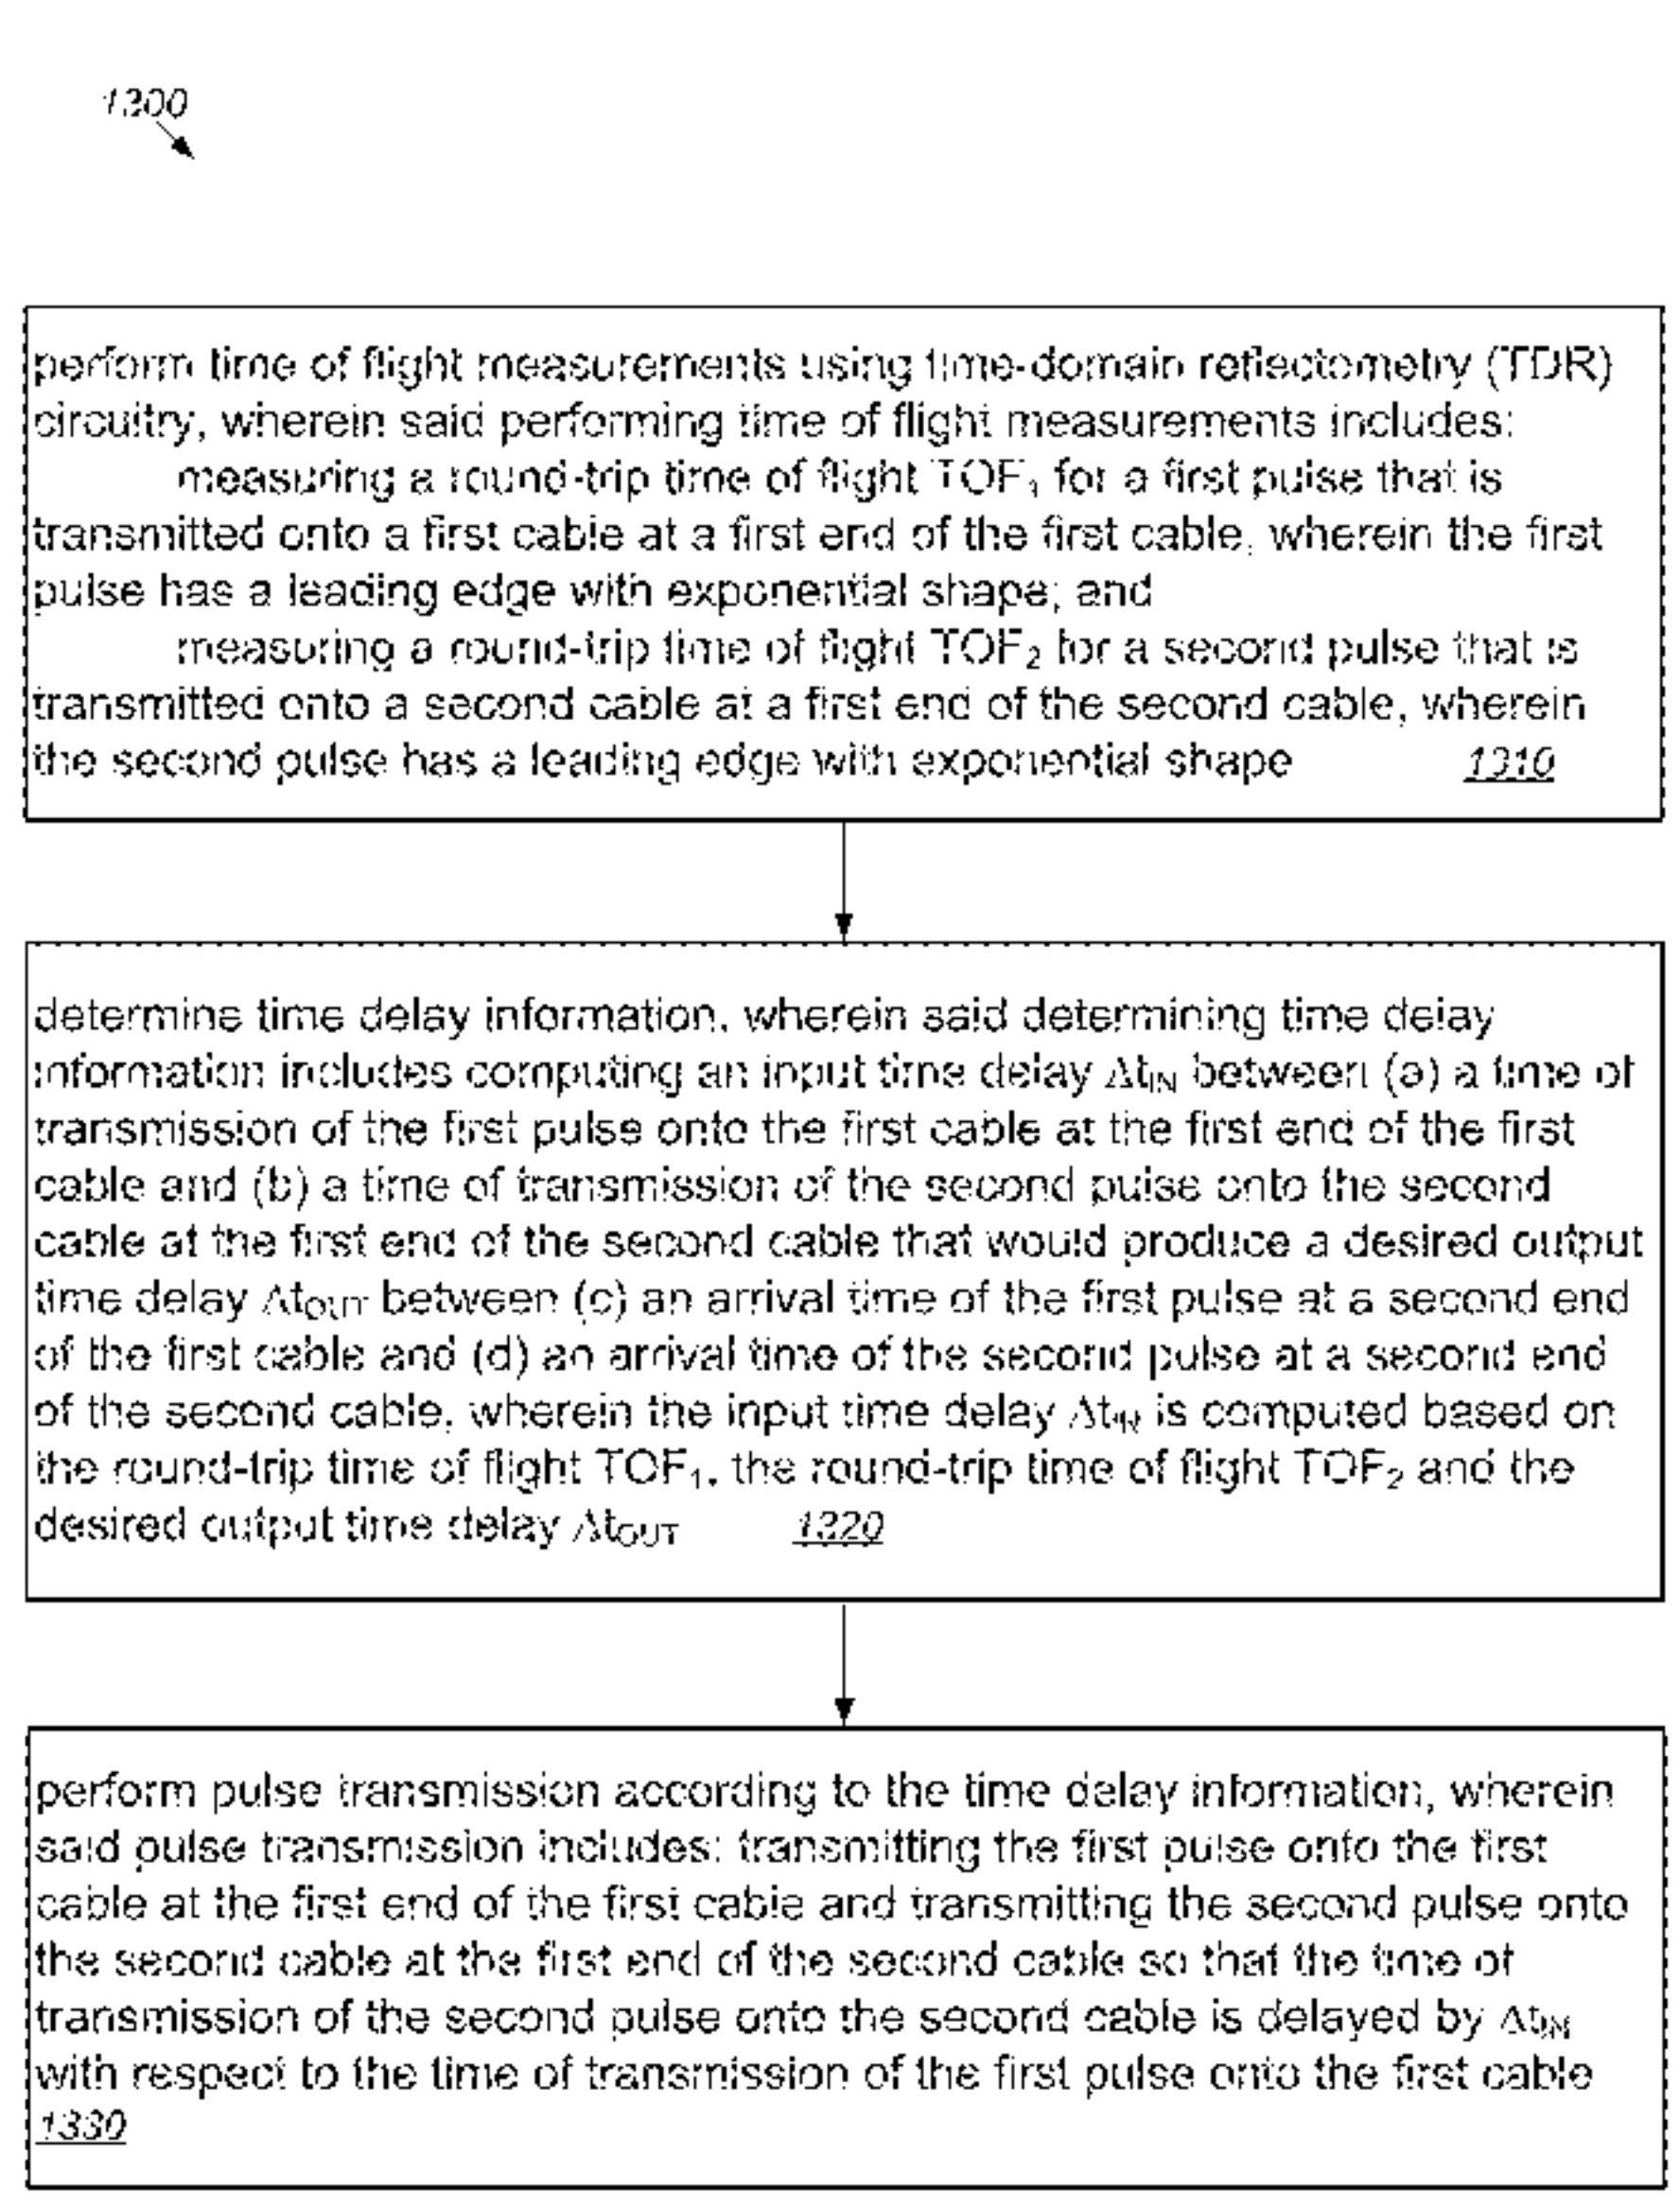 1300
perform time of flight measurements using time-domain reflectometry (TDR)
circuitry, wherein said performing time of flight measurements includes:
measuring a round-trip time of flight TOF₁ for a first pulse that is
transmitted onto a first cable at a first end of the first cable, wherein the first
pulse has a leading edge with exponential shape; and
measuring a round-trip time of flight TOF₂ for a second pulse that is
transmitted onto a second cable at a first end of the second cable, wherein
the second pulse has a leading edge with exponential shape 1310
determine time delay information, wherein said determining time delay
information includes computing an input time delay Δt_IN between (a) a time of
transmission of the first pulse onto the first cable at the first end of the first
cable and (b) a time of transmission of the second pulse onto the second
cable at the first end of the second cable that would produce a desired output
time delay Δt_OUT between (c) an arrival time of the first pulse at a second end
of the first cable and (d) an arrival time of the second pulse at a second end
of the second cable, wherein the input time delay Δt_IN is computed based on
the round-trip time of flight TOF₁, the round-trip time of flight TOF₂ and the
desired output time delay Δt_OUT 1320
perform pulse transmission according to the time delay information, wherein
said pulse transmission includes: transmitting the first pulse onto the first
cable at the first end of the first cable and transmitting the second pulse onto
the second cable at the first end of the second cable so that the time of
transmission of the second pulse onto the second cable is delayed by Δt_IN
with respect to the time of transmission of the first pulse onto the first cable
1330